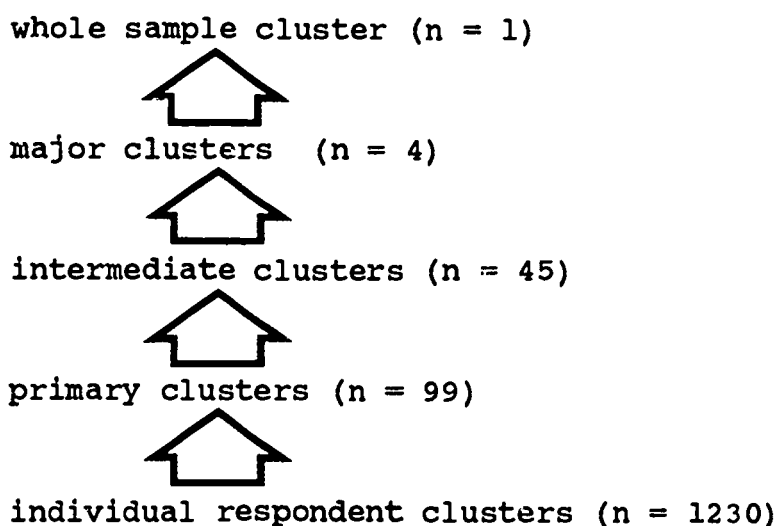 whole sample cluster (n = 1)
major clusters (n = 4)
intermediate clusters (n = 45)
primary clusters (n = 99)
individual respondent clusters (n = 1230)